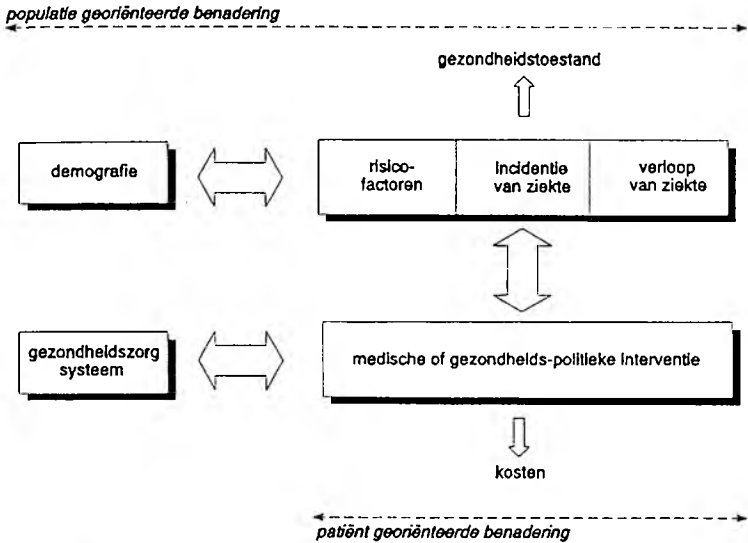 populatie georiënteerde benadering
gezondheidstoestand
demografie
risico-
factoren
incidentie
van ziekte
verloop
van ziekte
gezondheidszorg
systeem
medische of gezondheids-politieke interventie
kosten
patiënt georiënteerde benadering